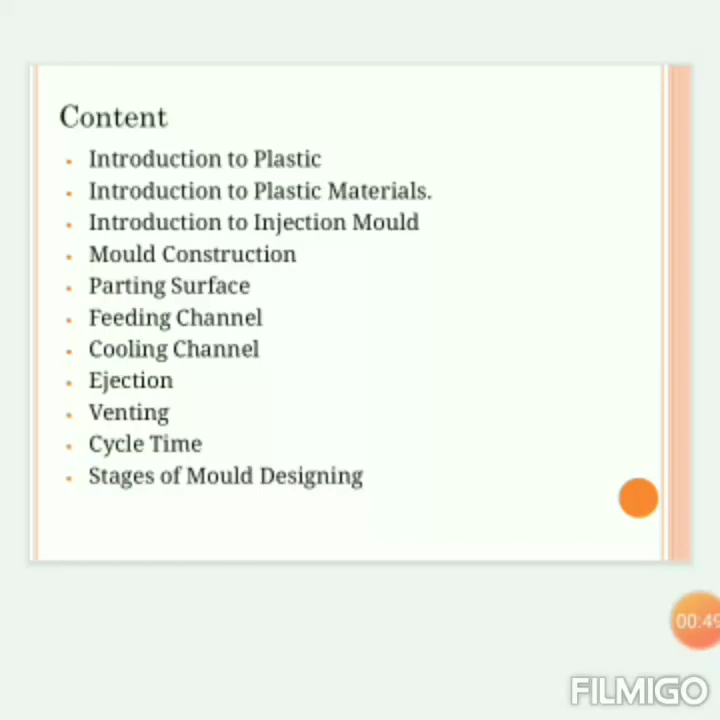 Content
Introduction to Plastic
Introduction to Plastic Materials.
Introduction to Injection Mould
Mould Construction
Parting Surface
Feeding Channel
Cooling Channel
Ejection
Venting
Cycle Time
Stages of Mould Designing
00:49
FILMIGO